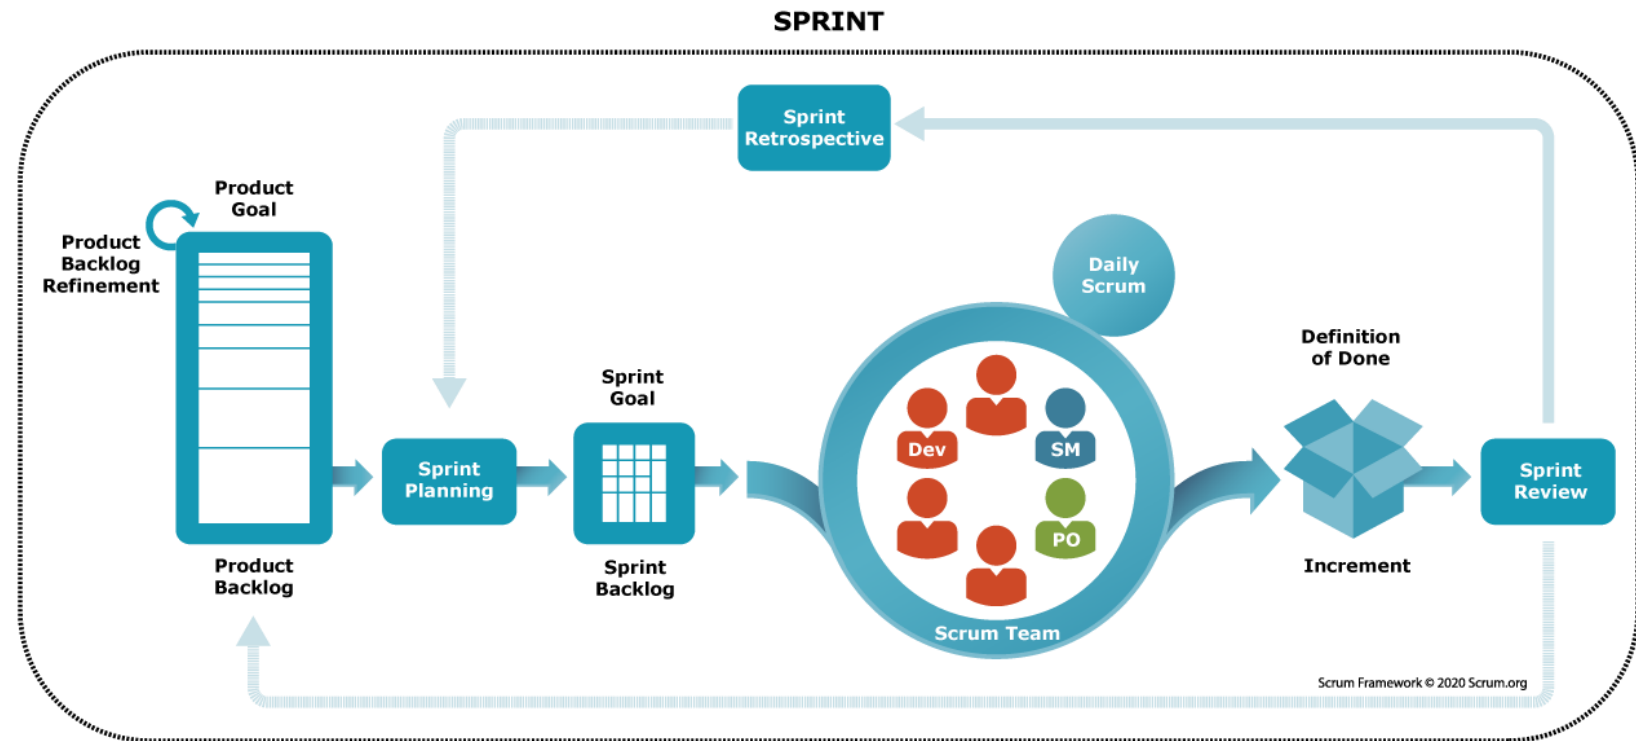 SPRINT
Sprint
Retrospective
Product
Goal
Product
Backlog
Refinement
Daily
Scrum
Definition
of Done
Sprint
Goal
Dev
SM
Sprint
Planning
Sprint
Review
PO
Product
Backlog
Sprint
Backlog
Increment
Scrum Team
Scrum Framework © 2020 Scrum.org